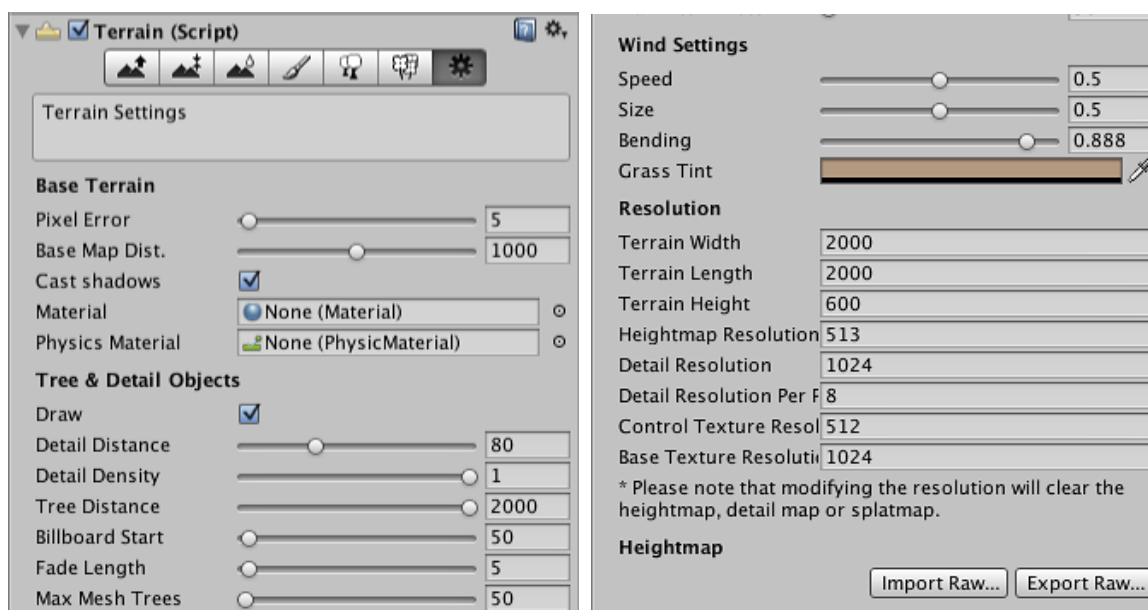 Terrain (Script)
Terrain Settings
Base Terrain
Pixel Error 5
Base Map Dist. 1000
Cast shadows
Material None (Material)
Physics Material None (PhysicMaterial)
Tree & Detail Objects
Draw
Detail Distance 80
Detail Density 1
Tree Distance 2000
Billboard Start 50
Fade Length 5
Max Mesh Trees 50
Wind Settings
Speed 0.5
Size 0.5
Bending 0.888
Grass Tint
Resolution
Terrain Width 2000
Terrain Length 2000
Terrain Height 600
Heightmap Resolution 513
Detail Resolution 1024
Detail Resolution Per P 8
Control Texture Resol 512
Base Texture Resoluti 1024
* Please note that modifying the resolution will clear the
heightmap, detail map or splatmap.
Heightmap
Import Raw... Export Raw...